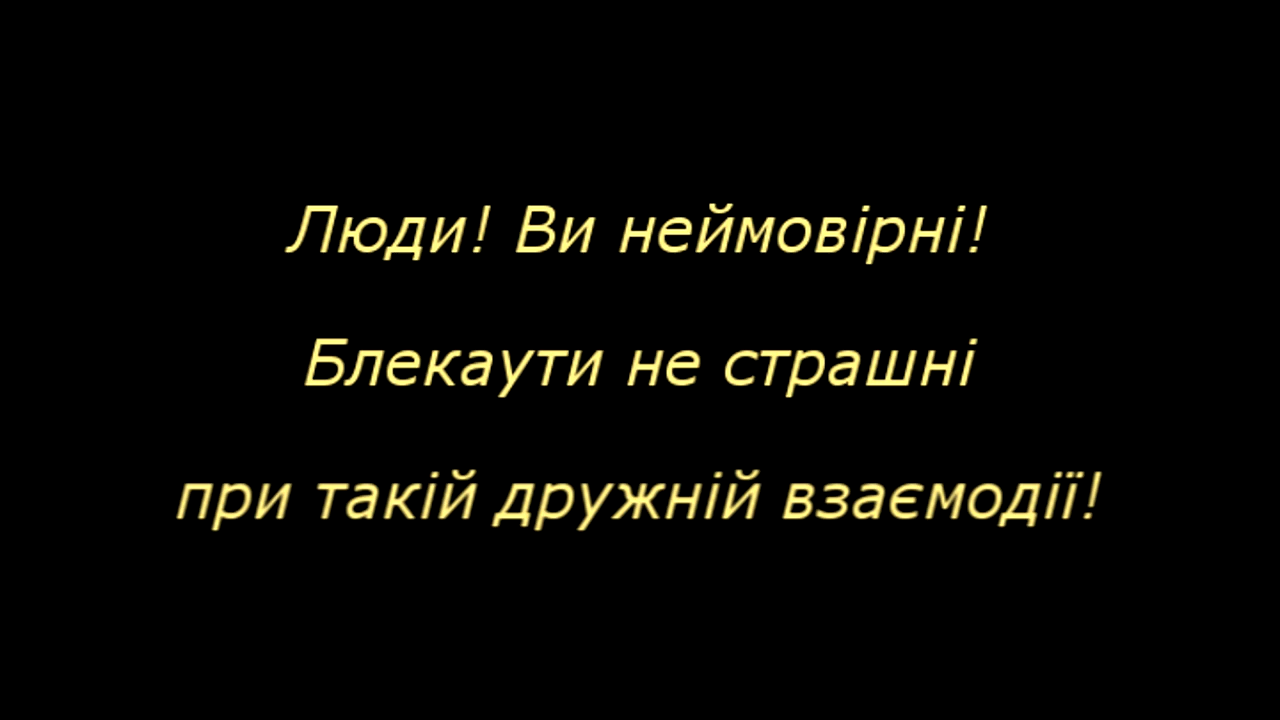 Люди! Ви неймовірні!
Блекаути не страшні
при такій дружній взаємодії!